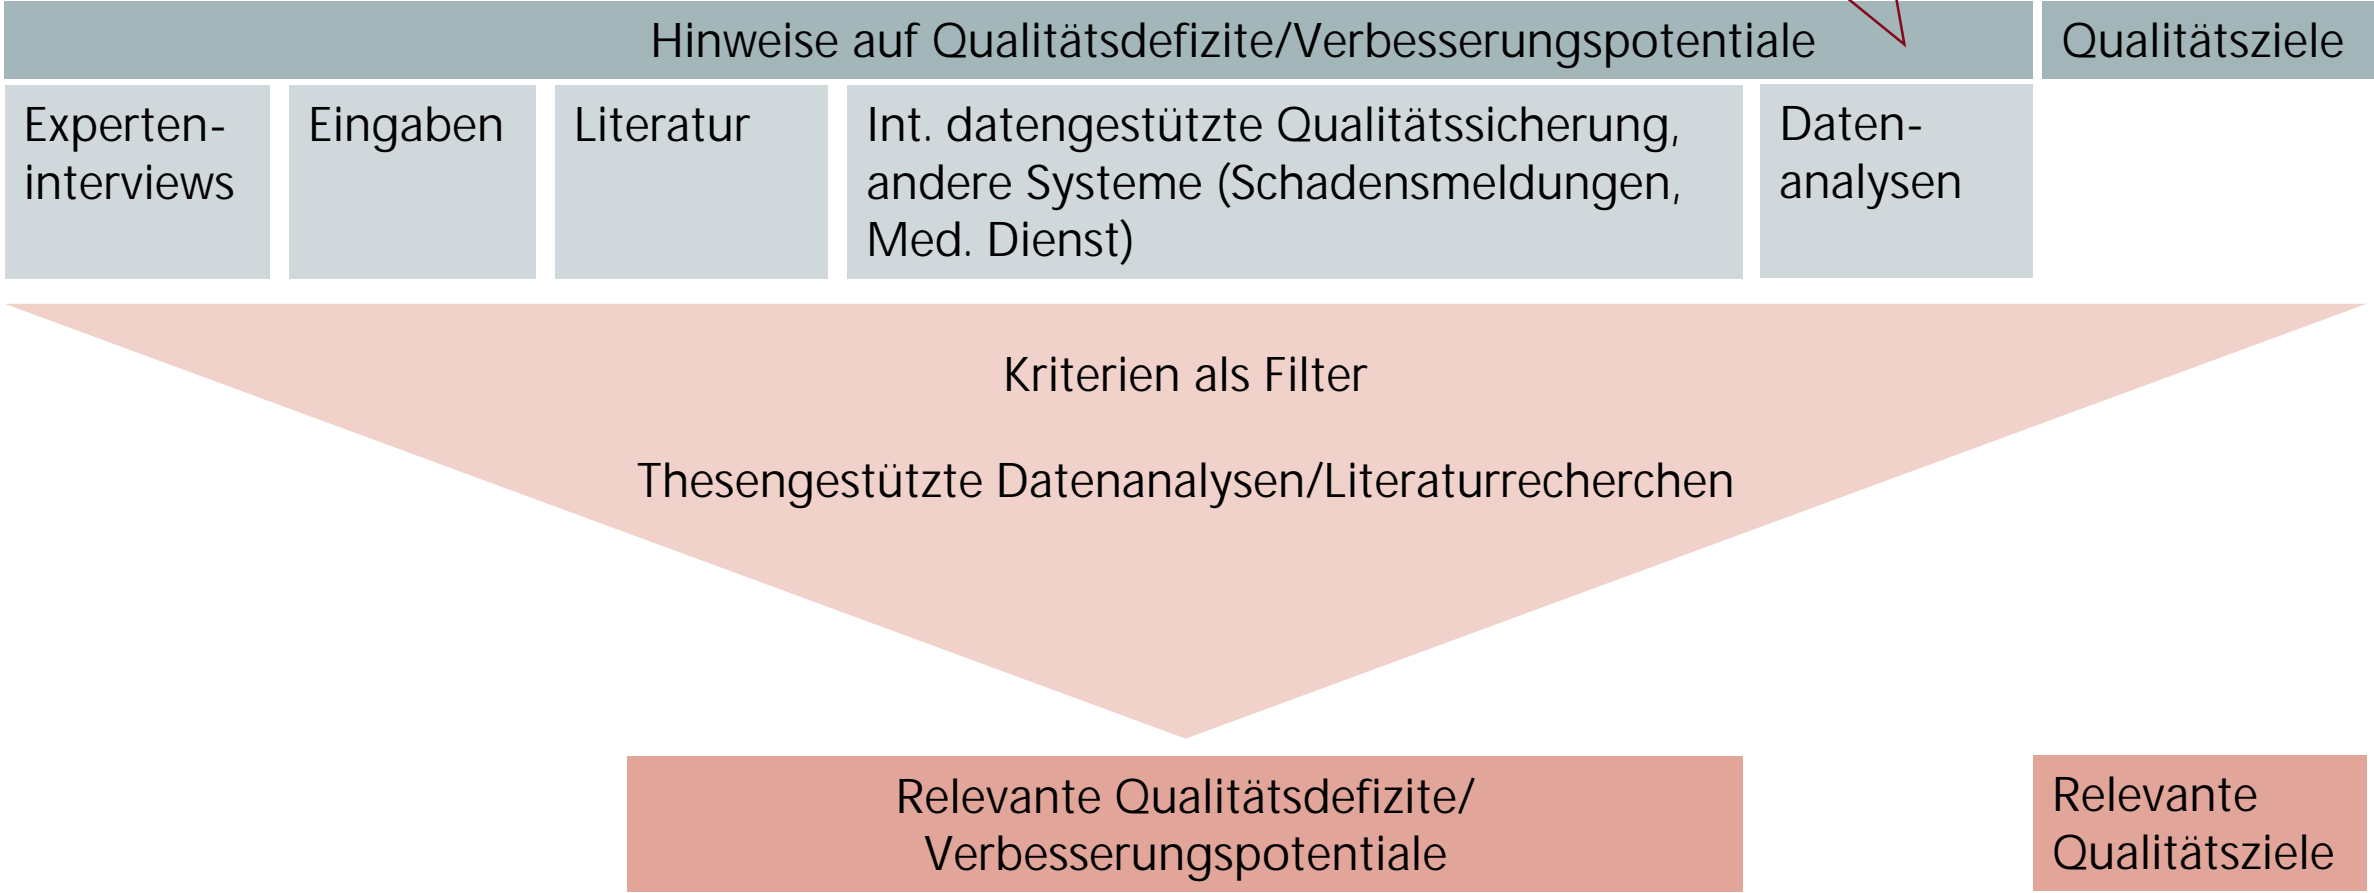 Hinweise auf Qualitätsdefizite/Verbesserungspotentiale
Qualitätsziele
Experten-
interviews
Eingaben
Literatur
Int. datengestützte Qualitätssicherung,
andere Systeme (Schadensmeldungen,
Med. Dienst)
Daten-
analysen
Kriterien als Filter
Thesengestützte Datenanalysen/Literaturrecherchen
Relevante Qualitätsdefizite/
Verbesserungspotentiale
Relevante
Qualitätsziele